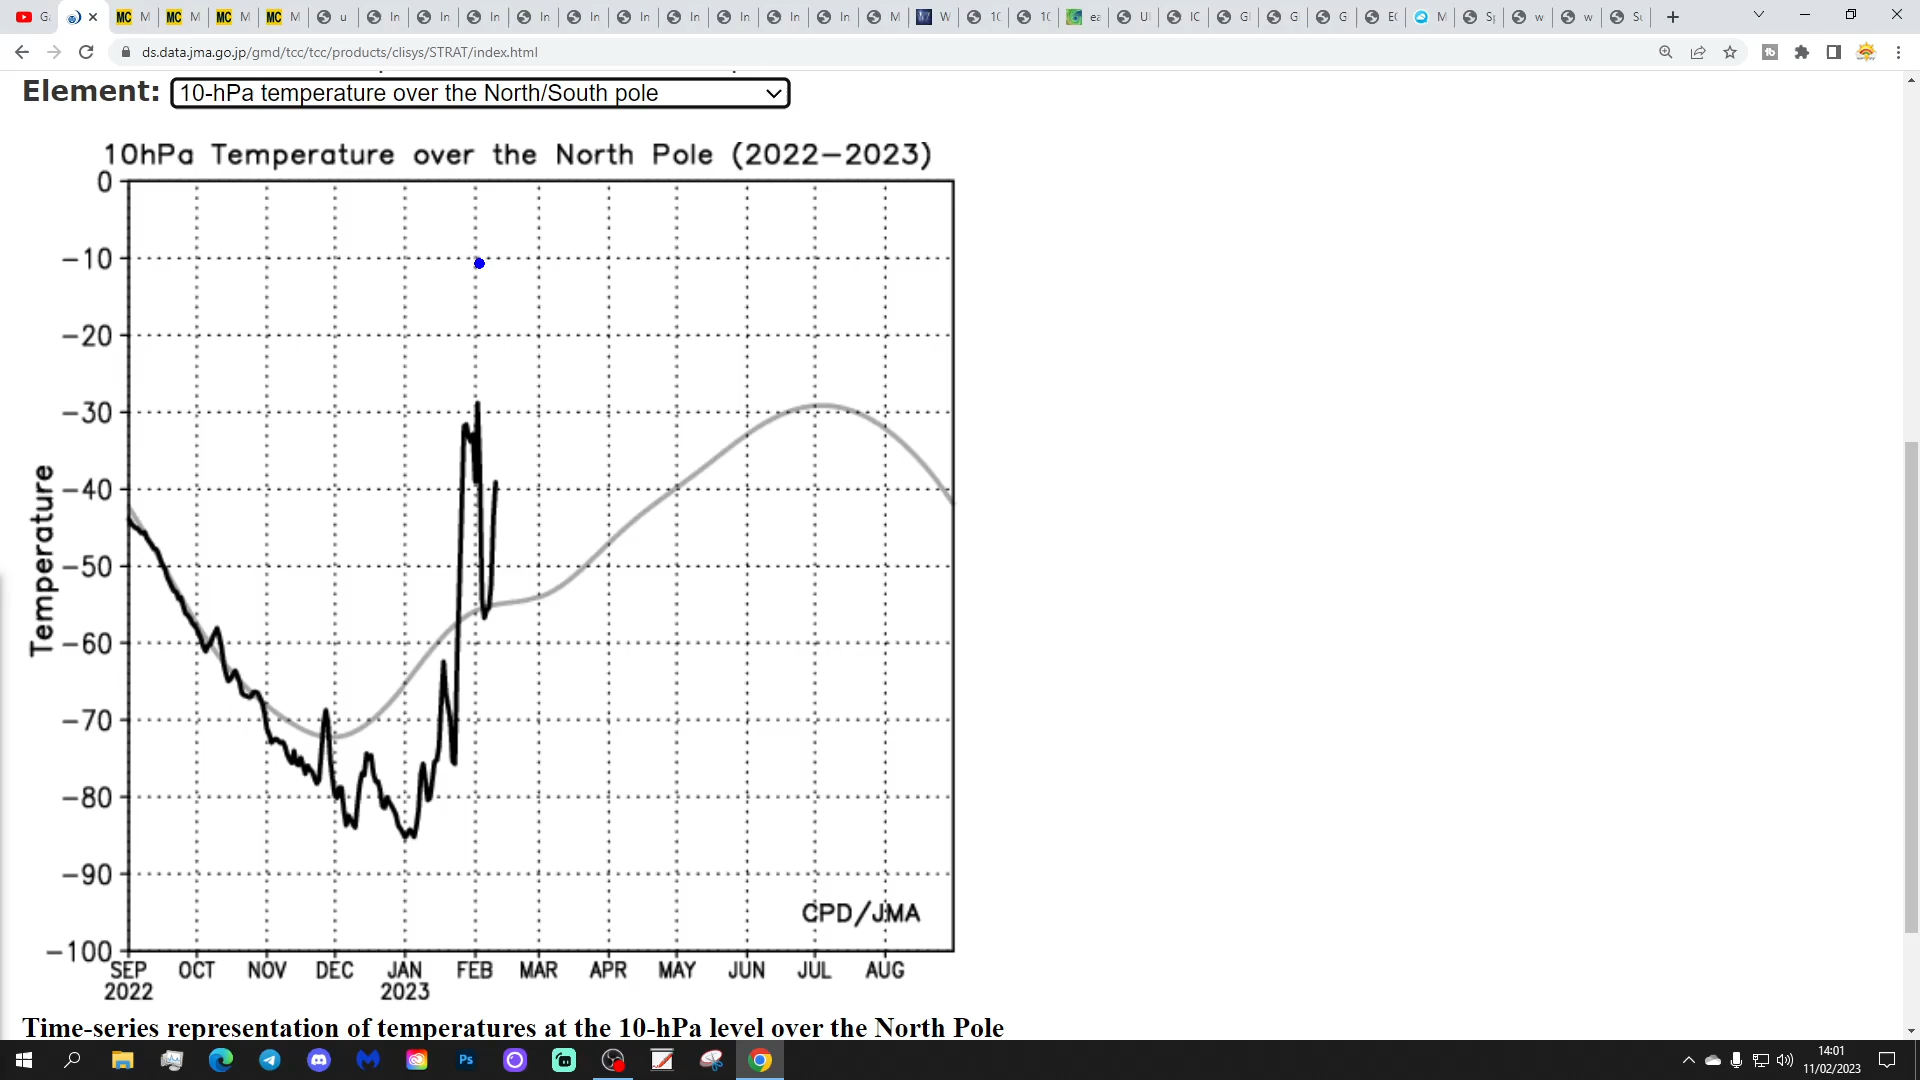 ds.data.jma.go.jp/gmd/tcc/tcc/products/clisys/STRAT/index.html
Element: 10-hPa temperature over the North/South pole
10hPa Temperature over the North Pole (2022-2023)
0
-10
-20
-30
-40
-50
-60
-70
-80
-90
-100
Temperature
CPD/JMA
SEP OCT NOV DEC JAN FEB MAR APR MAY JUN JUL AUG
2022 2023
Time-series representation of temperatures at the 10-hPa level over the North Pole
14:01
11/02/2023